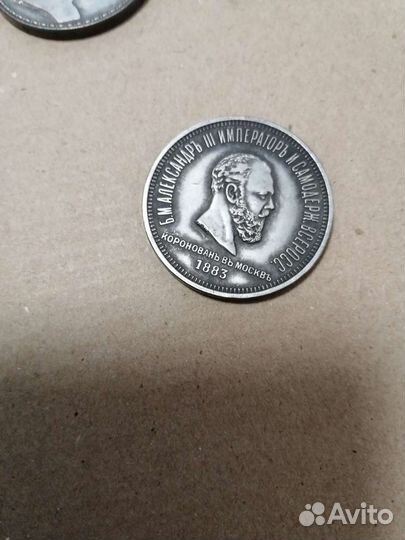 Б.М.АЛЕКСАНДРЪ III ИМПЕРАТОРЪ И САМОДЕРЖ.ВСЕРОСС.
КОРОНОВАНЪ ВЪ МОСКВѢ
1883
Avito